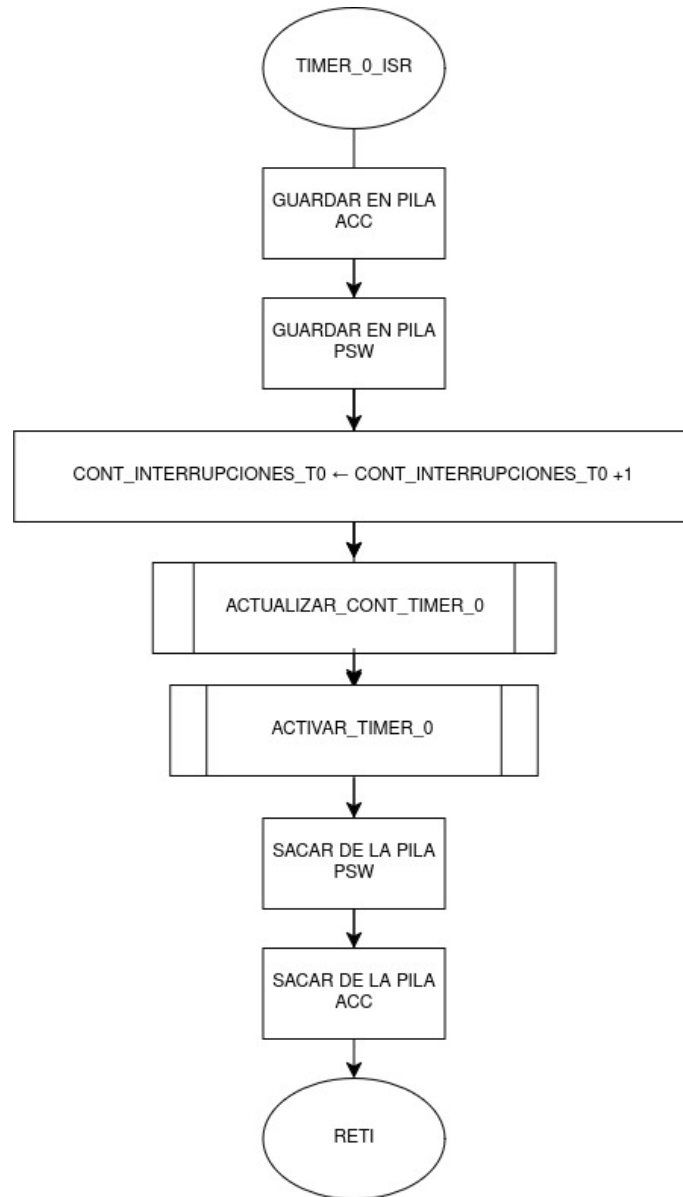 TIMER_0_ISR
GUARDAR EN PILA
ACC
GUARDAR EN PILA
PSW
CONT_INTERRUPCIONES_T0 ← CONT_INTERRUPCIONES_T0 +1
ACTUALIZAR_CONT_TIMER_0
ACTIVAR_TIMER_0
SACAR DE LA PILA
PSW
SACAR DE LA PILA
ACC
RETI